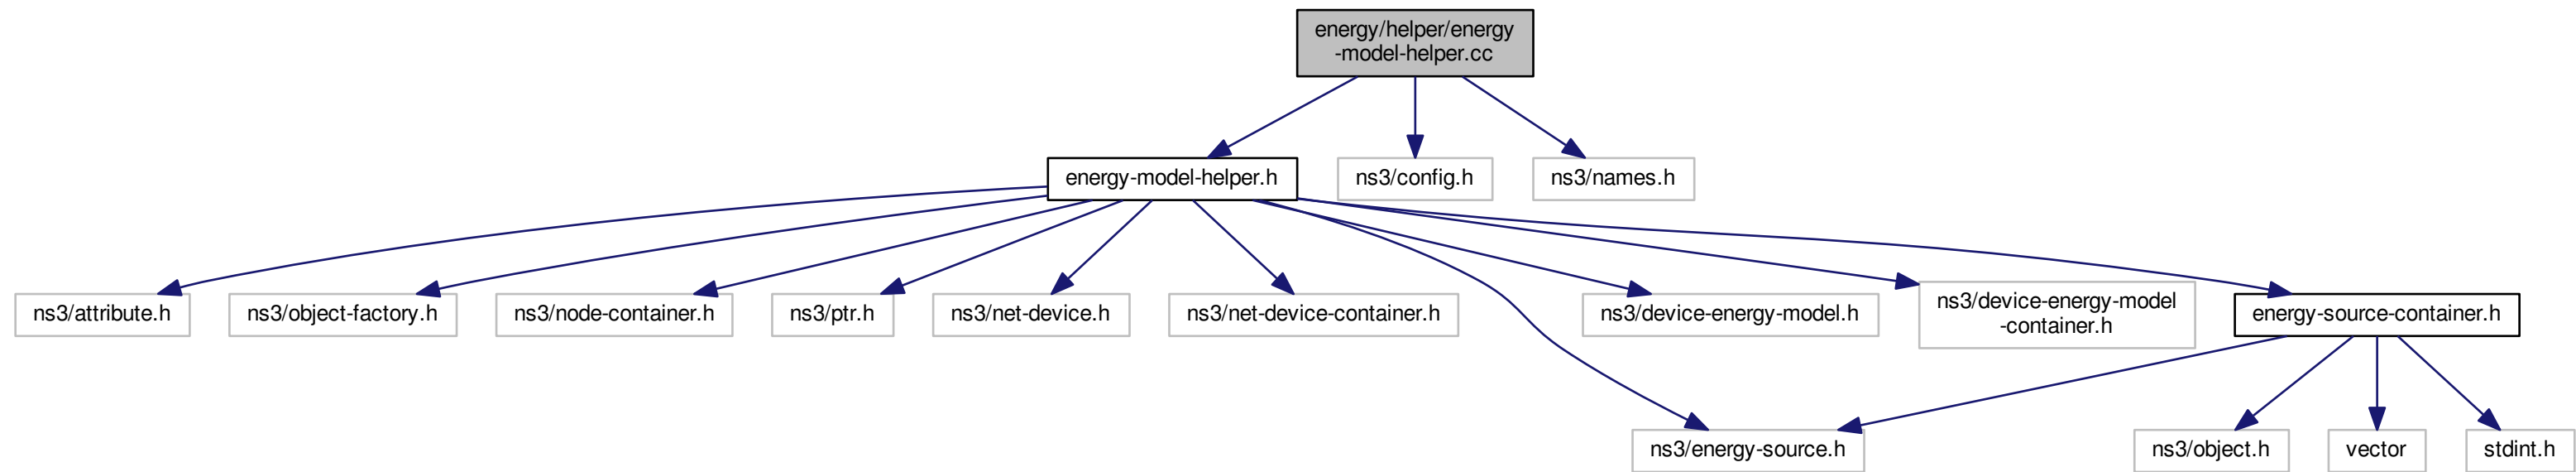 energy/helper/energy
-model-helper.cc
energy-model-helper.h
ns3/config.h
ns3/names.h
ns3/attribute.h
ns3/object-factory.h
ns3/node-container.h
ns3/ptr.h
ns3/net-device.h
ns3/net-device-container.h
ns3/device-energy-model.h
ns3/device-energy-model
-container.h
energy-source-container.h
ns3/energy-source.h
ns3/object.h
vector
stdint.h